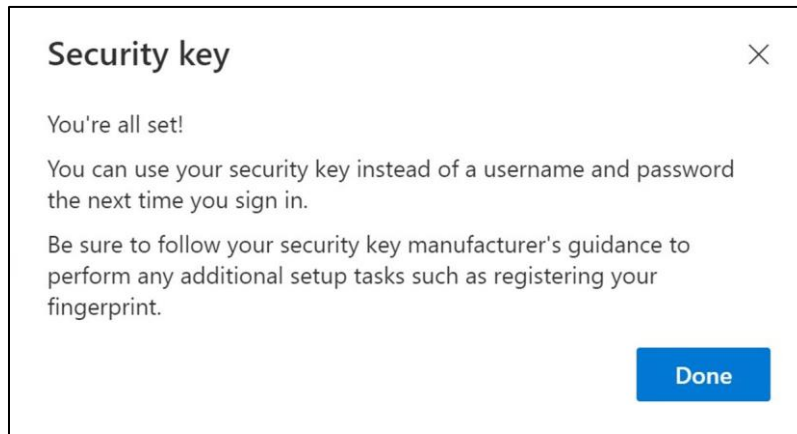 Security key
You're all set!
You can use your security key instead of a username and password
the next time you sign in.
Be sure to follow your security key manufacturer's guidance to
perform any additional setup tasks such as registering your
fingerprint.
Done